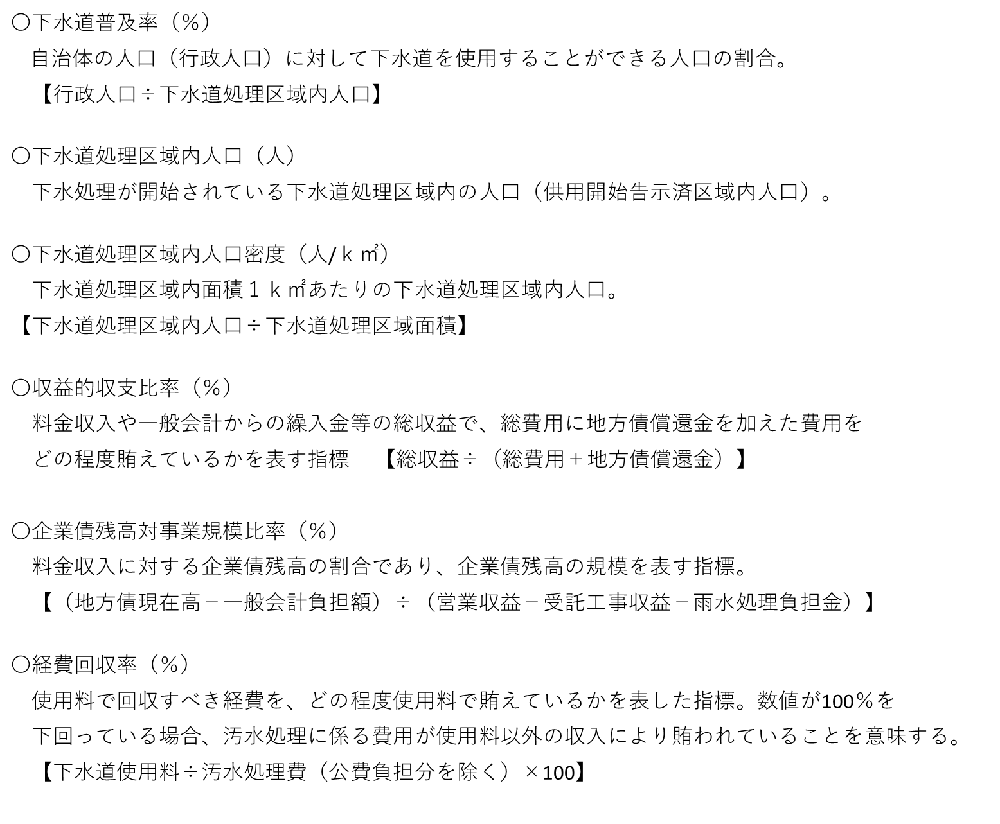 〇下水道普及率（％）
自治体の人口（行政人口）に対して下水道を使用することができる人口の割合。
【行政人口÷下水道処理区域内人口】
〇下水道処理区域内人口（人）
下水処理が開始されている下水道処理区域内の人口（供用開始告示済区域内人口）。
〇下水道処理区域内人口密度（人/ｋ㎡）
下水道処理区域内面積１ｋ㎡あたりの下水道処理区域内人口。
【下水道処理区域内人口÷下水道処理区域面積】
〇収益的収支比率（％）
料金収入や一般会計からの繰入金等の総収益で、総費用に地方債償還金を加えた費用を
どの程度賄えているかを表す指標　【総収益÷（総費用＋地方債償還金）】
〇企業債残高対事業規模比率（％）
料金収入に対する企業債残高の割合であり、企業債残高の規模を表す指標。
【（地方債現在高－一般会計負担額）÷（営業収益－受託工事収益－雨水処理負担金）】
〇経費回収率（％）
使用料で回収すべき経費を、どの程度使用料で賄えているかを表した指標。数値が100％を
下回っている場合、汚水処理に係る費用が使用料以外の収入により賄われていることを意味する。
【下水道使用料÷汚水処理費（公費負担分を除く）×100】